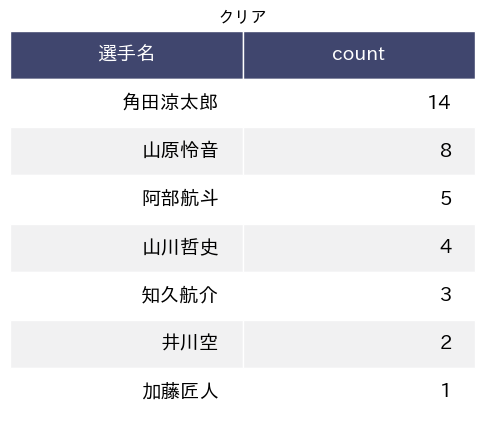 クリア
選手名 count
角田涼太郎 14
山原怜音 8
阿部航斗 5
山川哲史 4
知久航介 3
井川空 2
加藤匠人 1